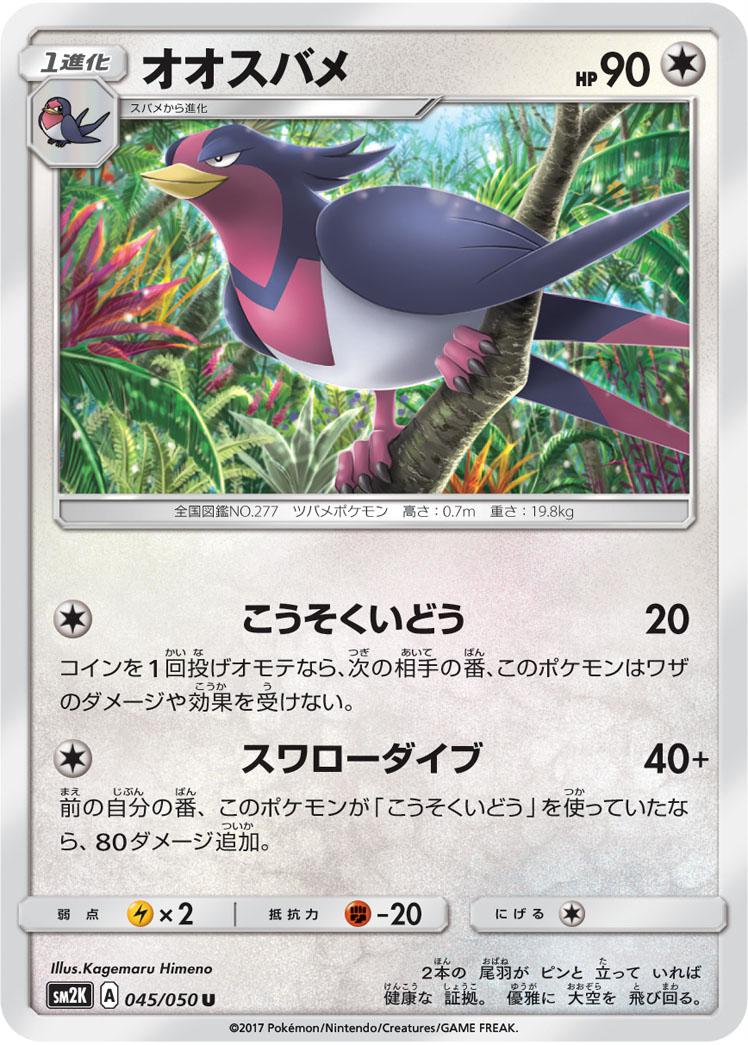 1進化 オオスバメ HP 90
スバメから進化
全国図鑑NO.277 ツバメポケモン 高さ:0.7m 重さ:19.8kg
こうそくいどう 20
コインを1回投げオモテなら、次の相手の番、このポケモンはワザ
のダメージや効果を受けない。
スワローダイブ 40+
前の自分の番、このポケモンが「こうそくいどう」を使っていたな
ら、80ダメージ追加。
弱点 ×2 抵抗力 -20 にげる
Illus.Kagemaru Himeno
2本の 尾羽が ピンと 立って いれば
健康な 証拠。 優雅に 大空を 飛び回る。
SM2K A 045/050 U
©2017 Pokémon/Nintendo/Creatures/GAME FREAK.